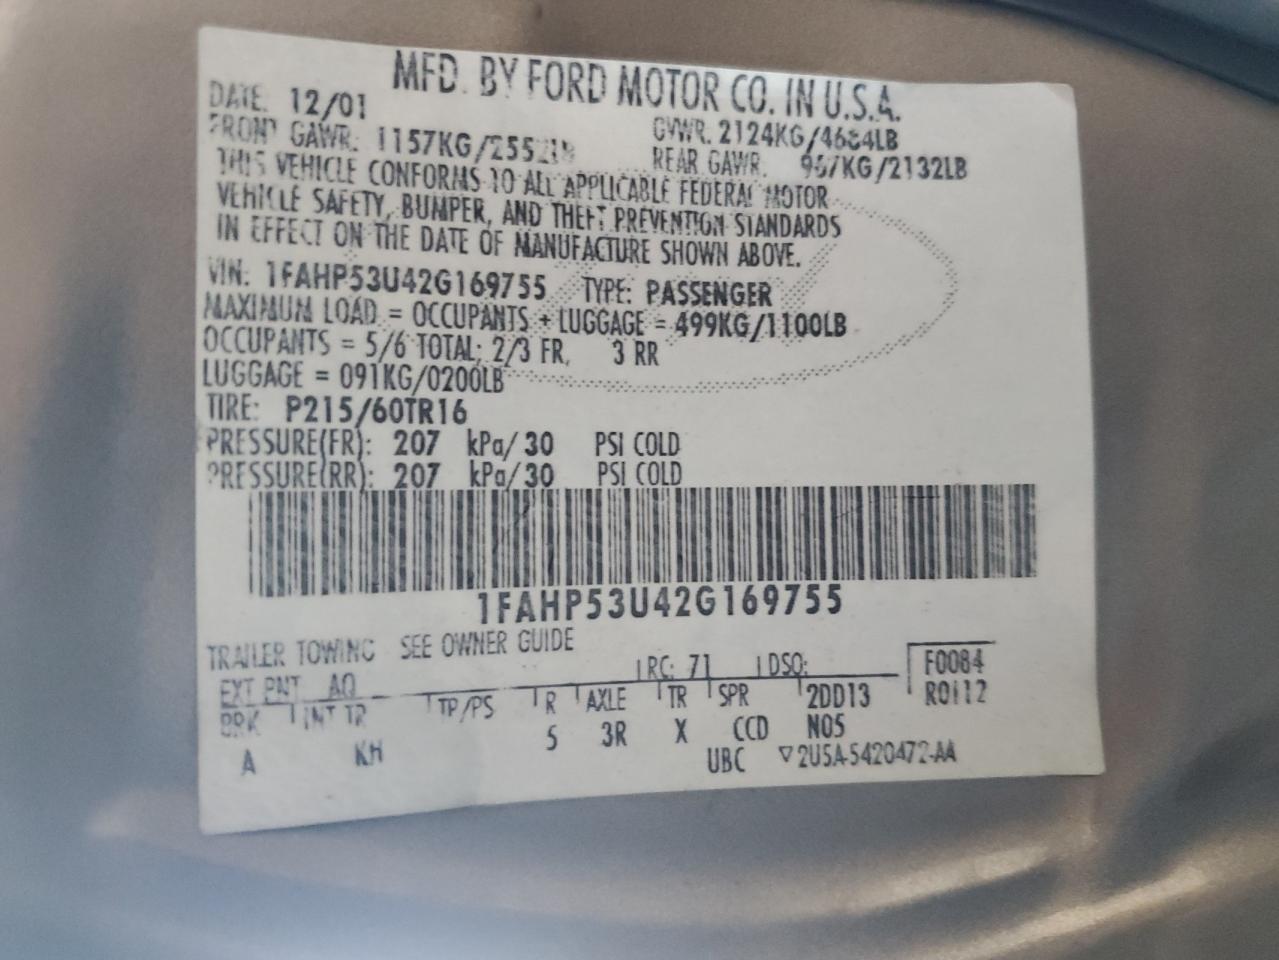 MFD. BY FORD MOTOR CO. IN U.S.A.
DATE. 12/01 GVWR. 2124KG/4684LB
FRONT GAWR: 1157KG/2552LB REAR GAWR. 967KG/2132LB
THIS VEHICLE CONFORMS TO ALL APPLICABLE FEDERAL MOTOR
VEHICLE SAFETY, BUMPER, AND THEFT PREVENTION STANDARDS
IN EFFECT ON THE DATE OF MANUFACTURE SHOWN ABOVE.
VIN: 1FAHP53U42G169755 TYPE: PASSENGER
MAXIMUM LOAD = OCCUPANTS + LUGGAGE = 499KG/1100LB
OCCUPANTS = 5/6 TOTAL; 2/3 FR, 3 RR
LUGGAGE = 091KG/0200LB
TIRE: P215/60TR16
PRESSURE(FR): 207 kPa/ 30 PSI COLD
PRESSURE(RR): 207 kPa/ 30 PSI COLD
1FAHP53U42G169755
TRAILER TOWING SEE OWNER GUIDE
EXT PNT AQ RC: 71 DSO: F0084
BRK INT TR TP/PS R AXLE TR SPR 2DD13 R0112
A KH 5 3R X CCD N05
UBC ▽2U5A-5420472-AA